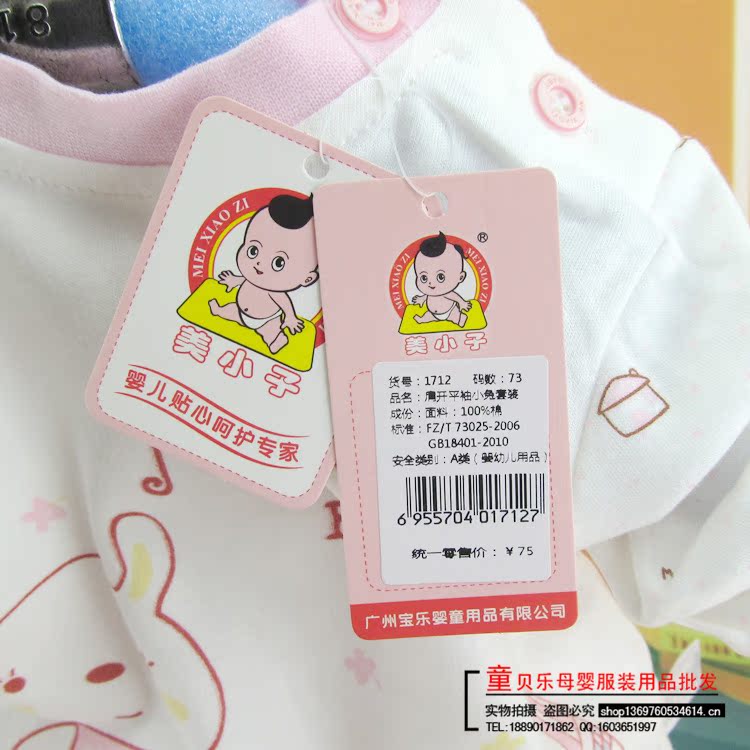 81
MEI XIAO ZI
美小子
婴儿贴心呵护专家
MEI XIAO ZI
®
美小子
货号：1712 码数：73
品名：肩开平袖小兔套装
成份：面料：100%棉
标准：FZ/T 73025-2006
GB18401-2010
安全类别：A类（婴幼儿用品）
6 955704 017127
统一零售价：￥75
广州宝乐婴童用品有限公司
童贝乐母婴服装用品批发
实物拍摄 盗图必究 shop1369760534614.cn
TEL:18890171862 QQ:1603651997